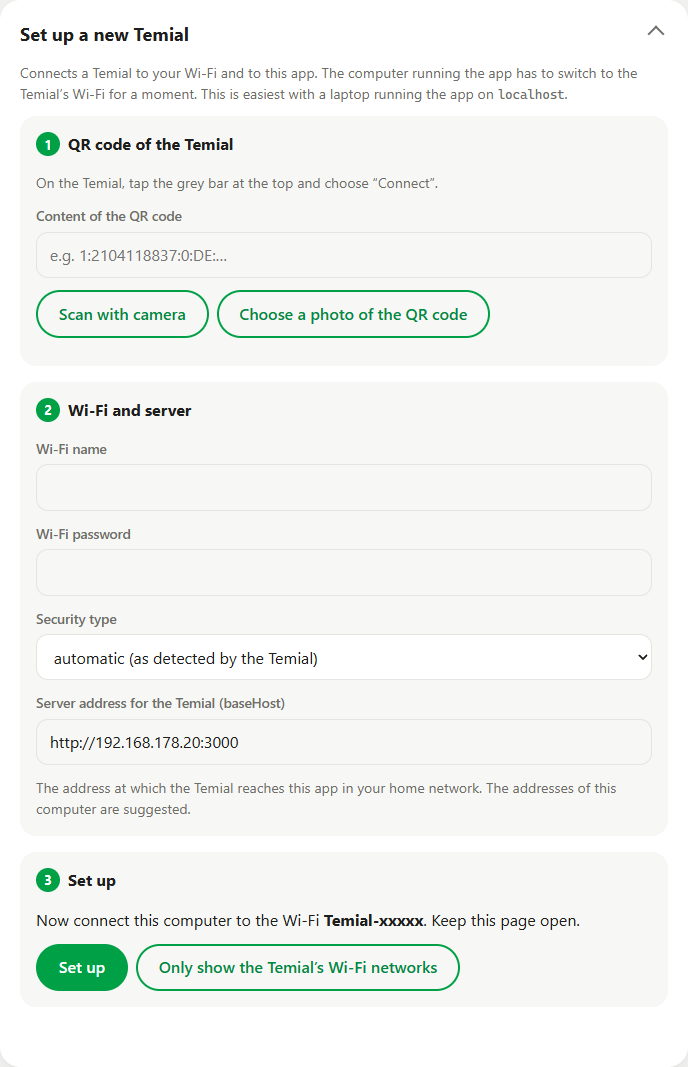 Set up a new Temial
Connects a Temial to your Wi-Fi and to this app. The computer running the app has to switch to the
Temial’s Wi-Fi for a moment. This is easiest with a laptop running the app on localhost.
1 QR code of the Temial
On the Temial, tap the grey bar at the top and choose “Connect”.
Content of the QR code
e.g. 1:2104118837:0:DE:...
Scan with camera
Choose a photo of the QR code
2 Wi-Fi and server
Wi-Fi name
Wi-Fi password
Security type
automatic (as detected by the Temial)
Server address for the Temial (baseHost)
http://192.168.178.20:3000
The address at which the Temial reaches this app in your home network. The addresses of this
computer are suggested.
3 Set up
Now connect this computer to the Wi-Fi Temial-xxxxx. Keep this page open.
Set up
Only show the Temial’s Wi-Fi networks